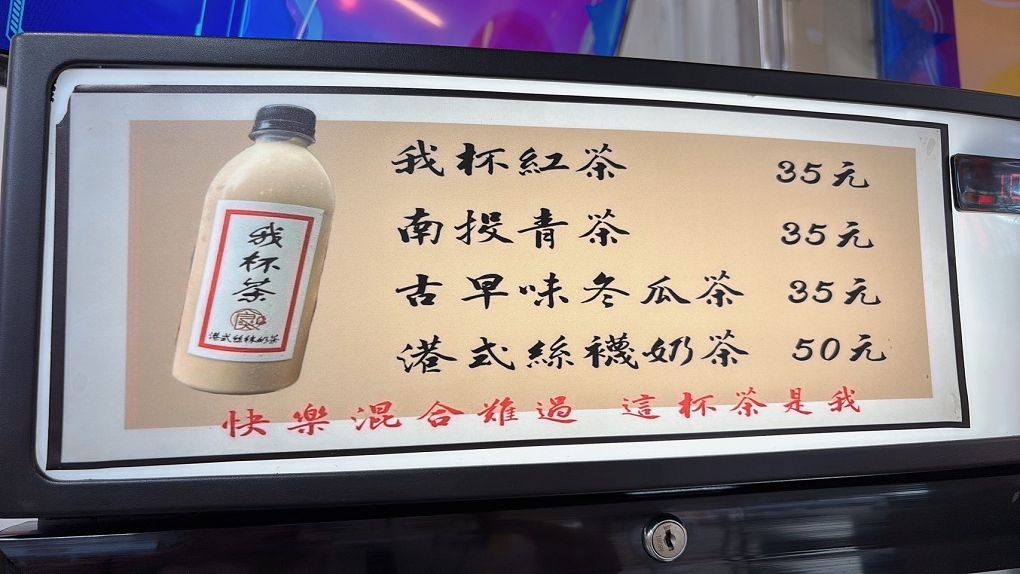 我杯紅茶 35元
南投青茶 35元
古早味冬瓜茶 35元
港式絲襪奶茶 50元
快樂混合難過 這杯茶是我
我杯茶
港式絲襪奶茶